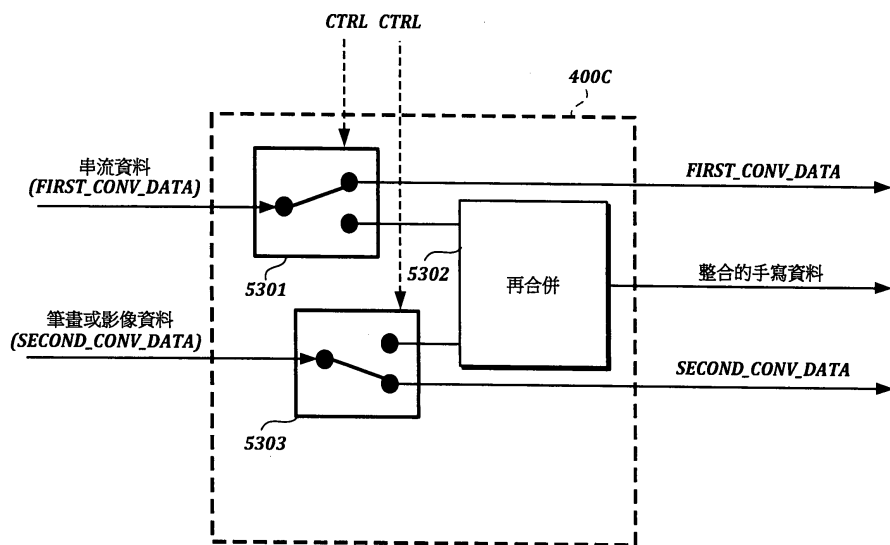 CTRL CTRL
400C
串流資料
(FIRST_CONV_DATA)
FIRST_CONV_DATA
5301
5302
再合併
整合的手寫資料
筆畫或影像資料
(SECOND_CONV_DATA)
SECOND_CONV_DATA
5303